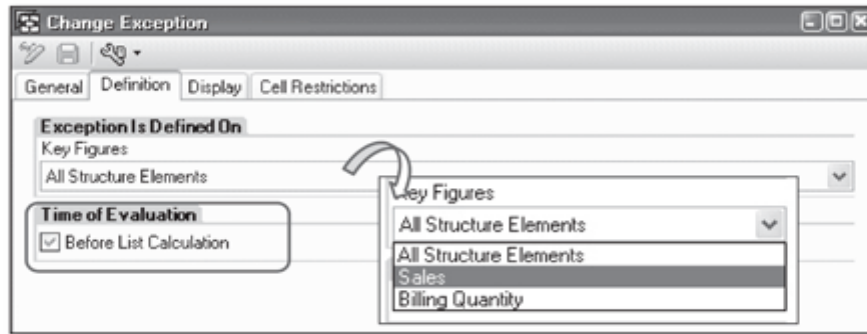 Change Exception
General Definition Display Cell Restrictions
Exception Is Defined On
Key Figures
All Structure Elements
Time of Evaluation
Before List Calculation
Key Figures
All Structure Elements
All Structure Elements
Sales
Billing Quantity